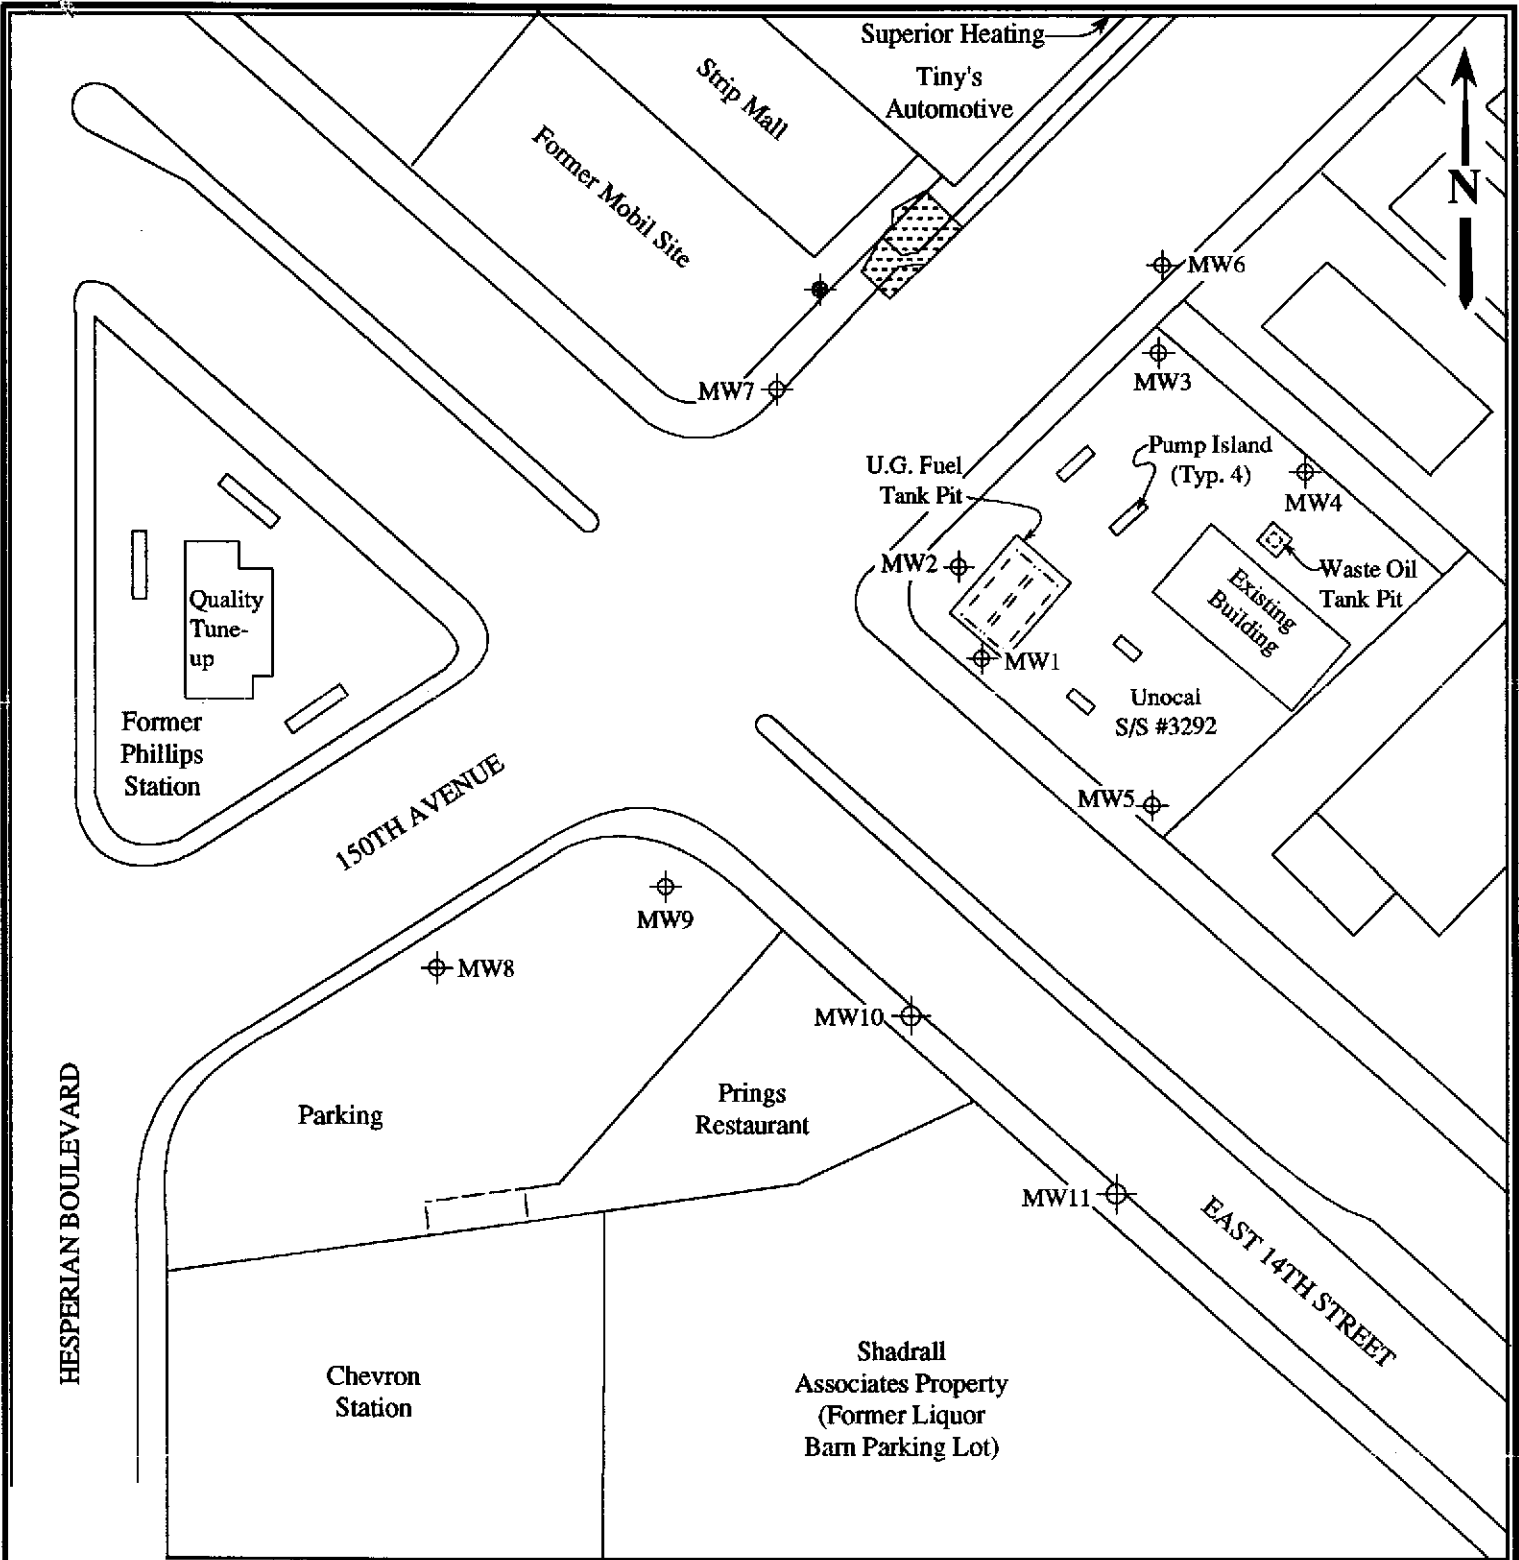 Superior Heating
Tiny's
Automotive
Strip Mall
Former Mobil Site
N
MW6
MW3
MW7
Pump Island
(Typ. 4)
U.G. Fuel
Tank Pit
MW4
MW2
Waste Oil
Tank Pit
Existing
Building
Quality
Tune-
up
MW1
Unocal
S/S #3292
Former
Phillips
Station
150TH AVENUE
MW5
MW9
MW8
MW10
Parking
Prings
Restaurant
HESPERIAN BOULEVARD
MW11
EAST 14TH STREET
Chevron
Station
Shadrall
Associates Property
(Former Liquor
Barn Parking Lot)